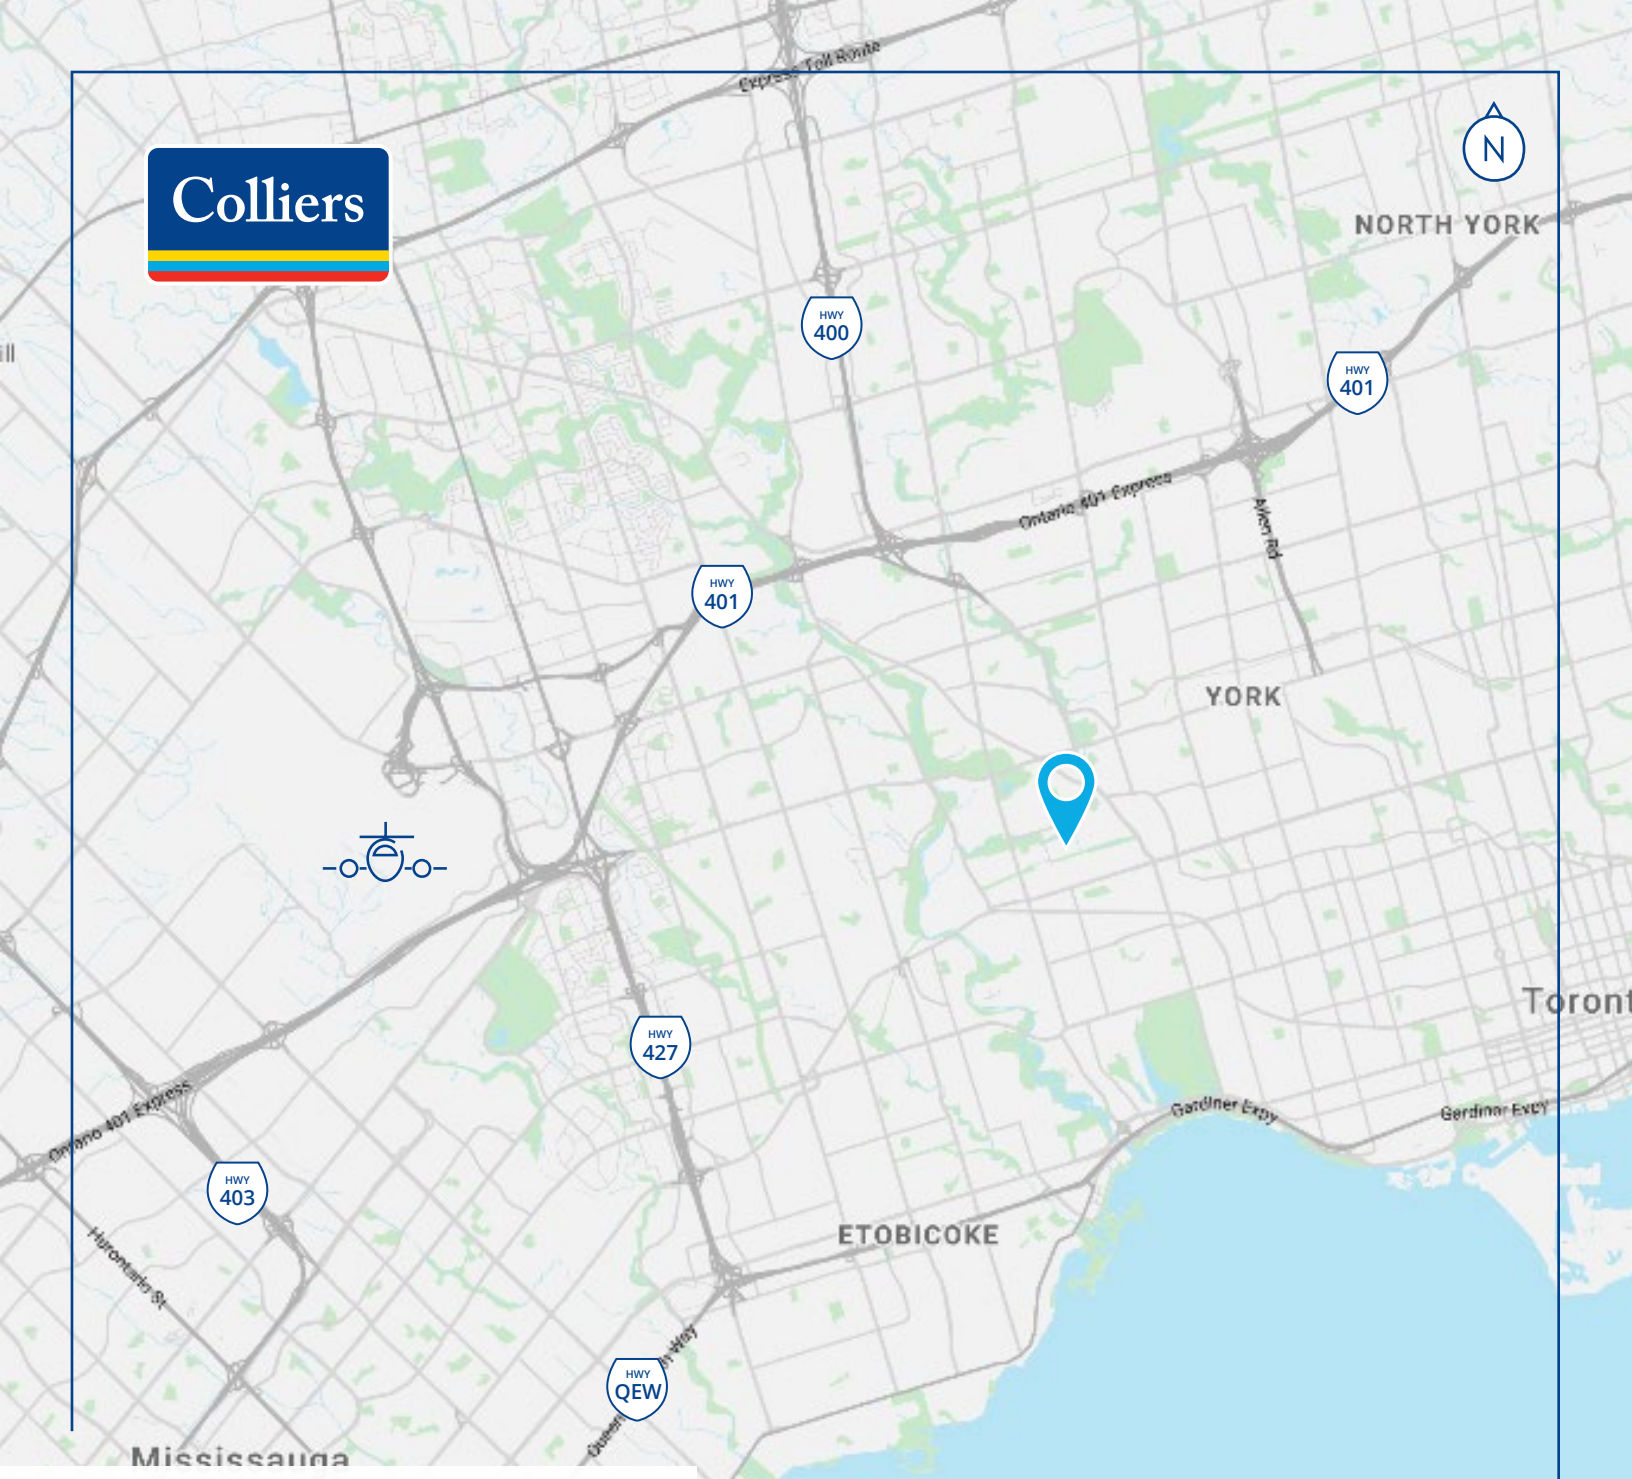 Express Toll Route
N
Colliers
NORTH YORK
HWY
400
ill
HWY
401
Ontario 401 Express
Allen Rd
HWY
401
YORK
Toront
HWY
427
Ontario 401 Express
Gardiner Expy
Gardiner Expy
HWY
403
ETOBICOKE
Hurontario St
HWY
QEW
Mississauga